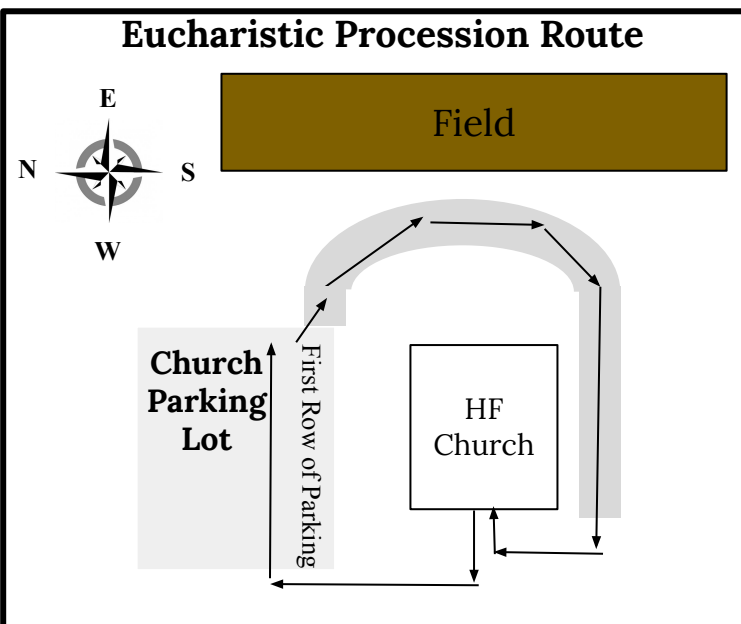 Eucharistic Procession Route
Field
E
N
S
W
Church
Parking
Lot
First Row of Parking
HF
Church